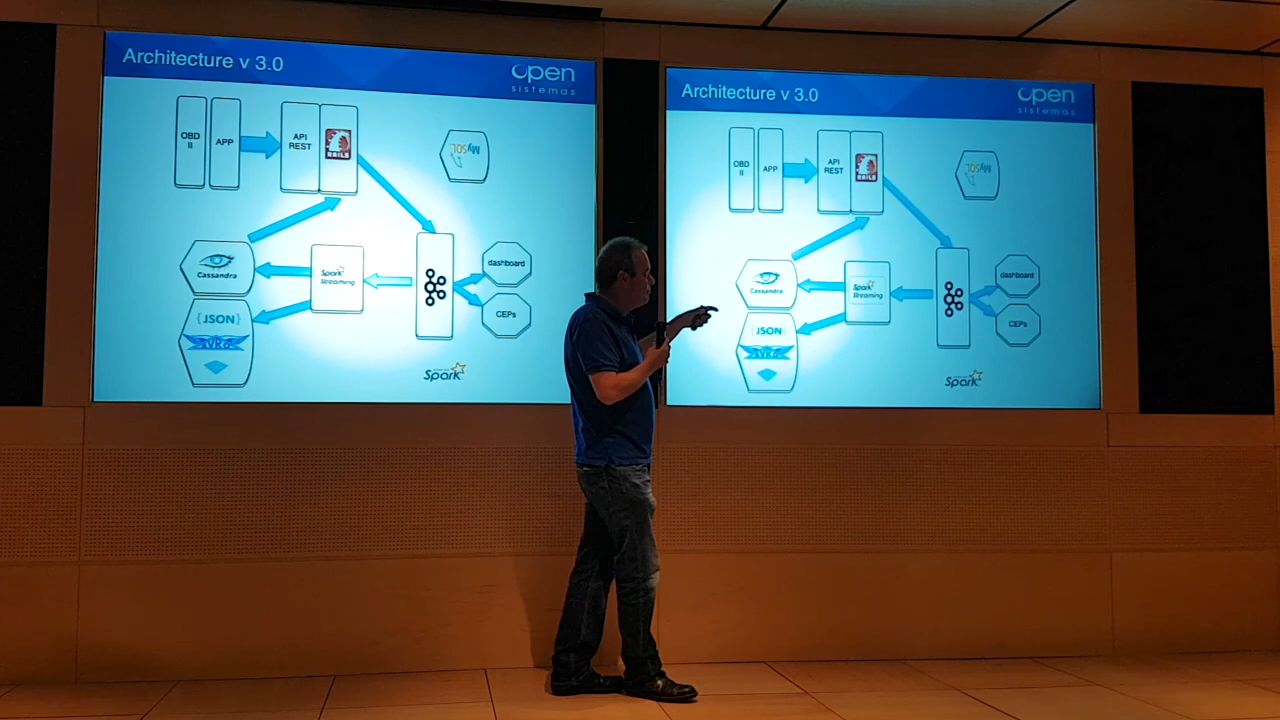 Architecture v 3.0
Open
sistemas
OBD
II
APP
API
REST
RAILS
MySQL
Cassandra
Spark
Streaming
dashboard
CEPs
{JSON}
AVRO
Spark
Architecture v 3.0
Open
sistemas
OBD
II
APP
API
REST
RAILS
MySQL
Cassandra
Spark
Streaming
dashboard
CEPs
{JSON}
AVRO
Spark